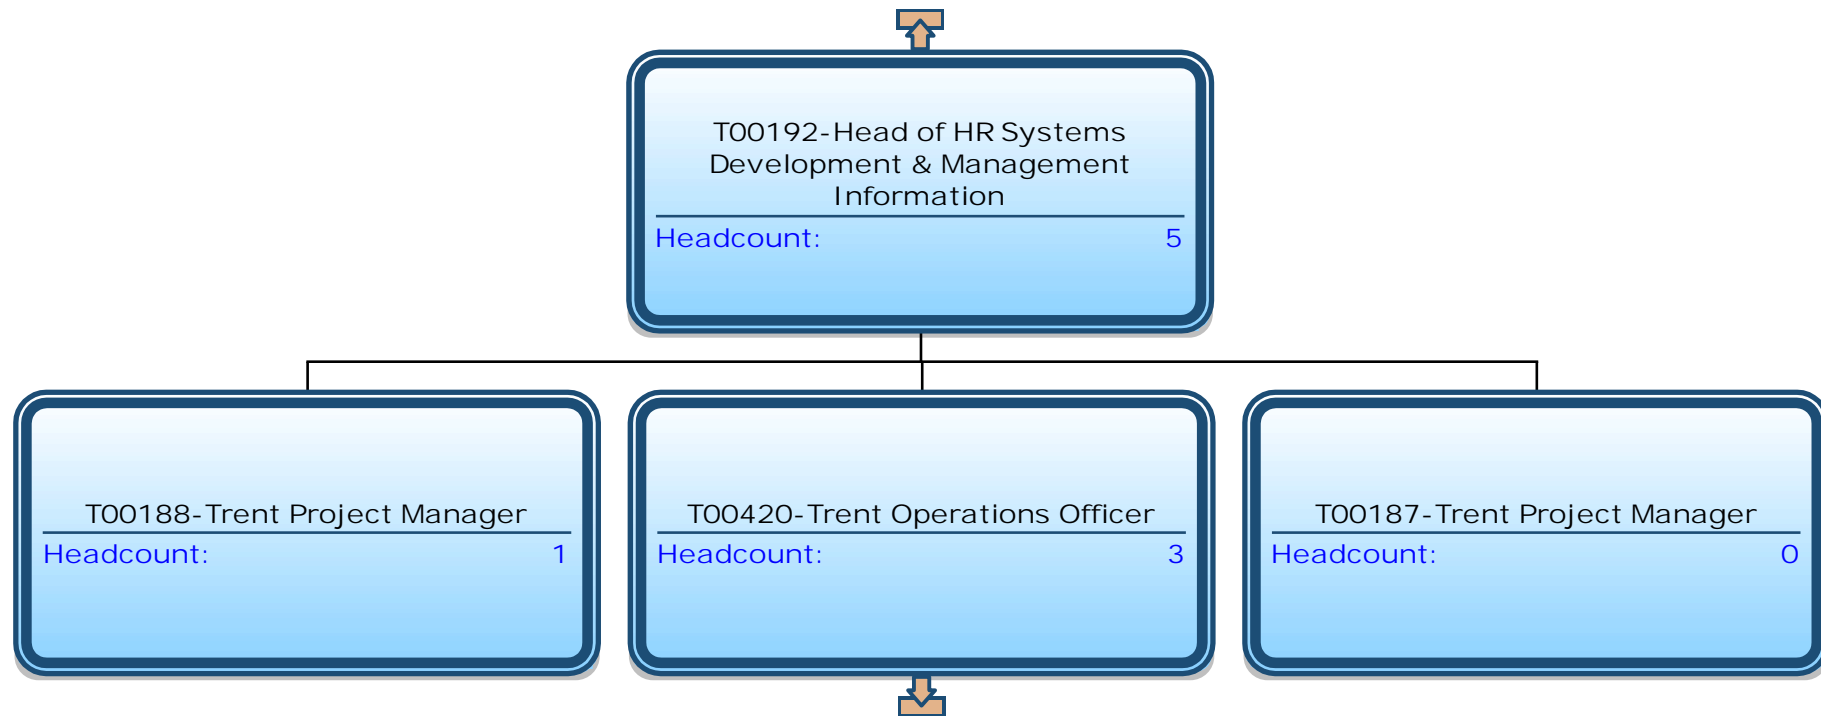 T00192-Head of HR Systems
Development & Management
Information
Headcount: 5
T00188-Trent Project Manager
Headcount: 1
T00420-Trent Operations Officer
Headcount: 3
T00187-Trent Project Manager
Headcount: 0